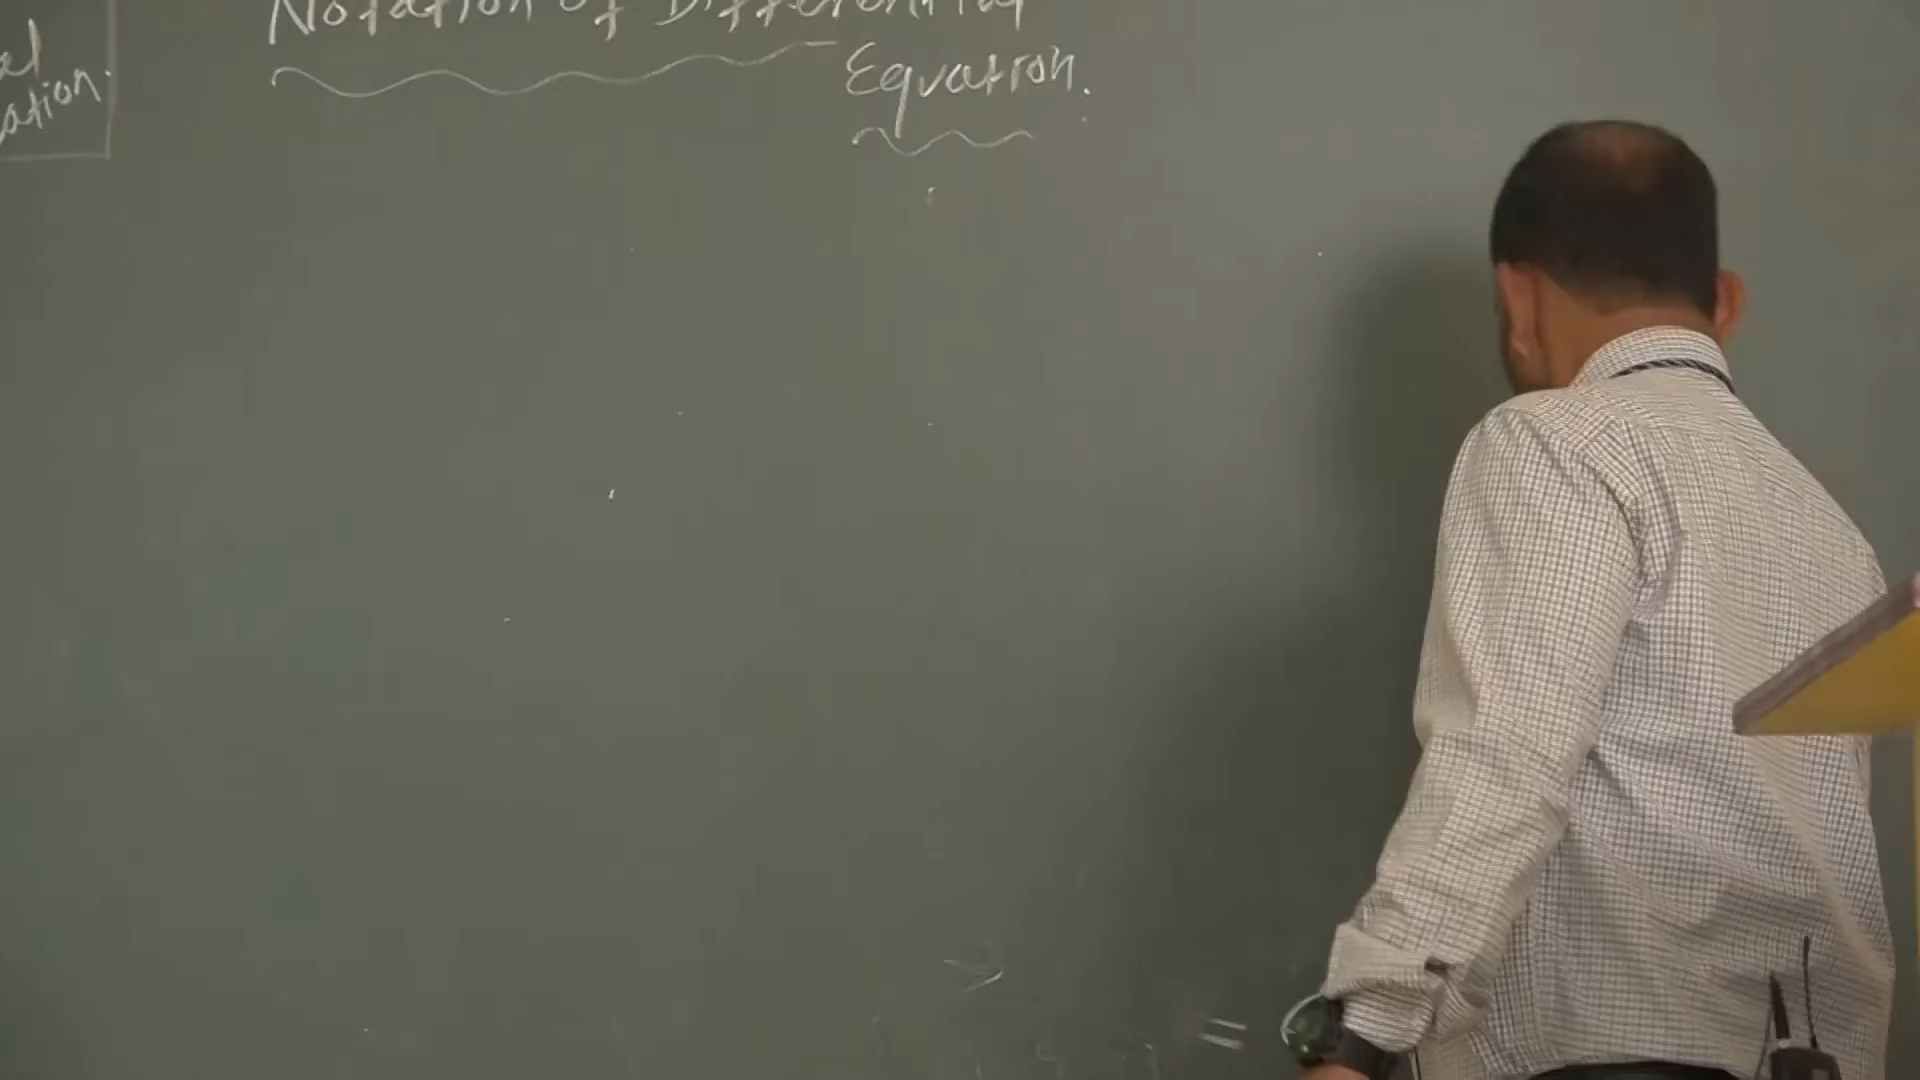 Notation of Differential
Equation.
al
ation.
=